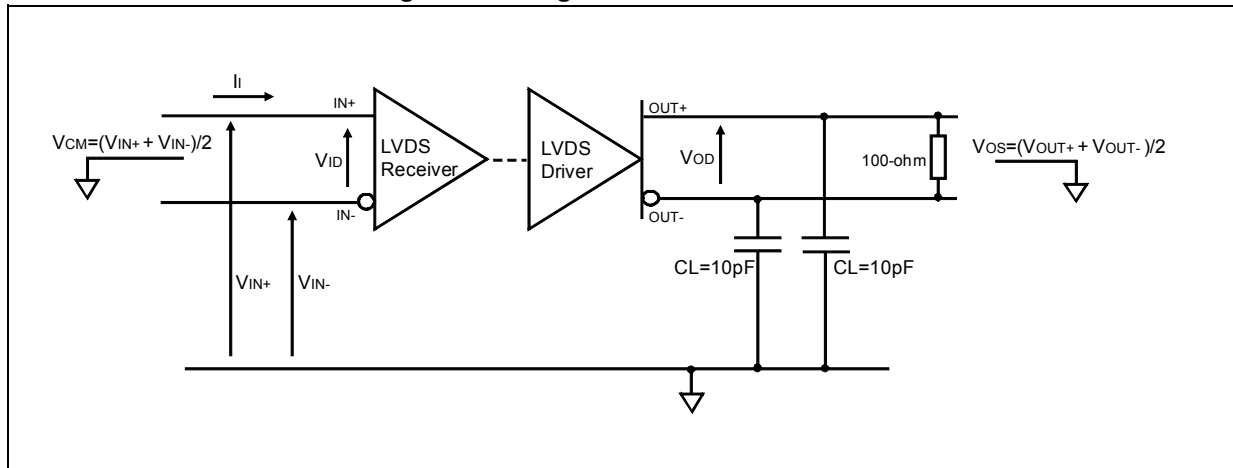 II
IN+
OUT+
VCM=(VIN+ + VIN-)/2
VID
LVDS
Receiver
LVDS
Driver
VOD
100-ohm
VOS=(VOUT+ + VOUT- )/2
IN-
OUT-
VIN+
VIN-
CL=10pF
CL=10pF